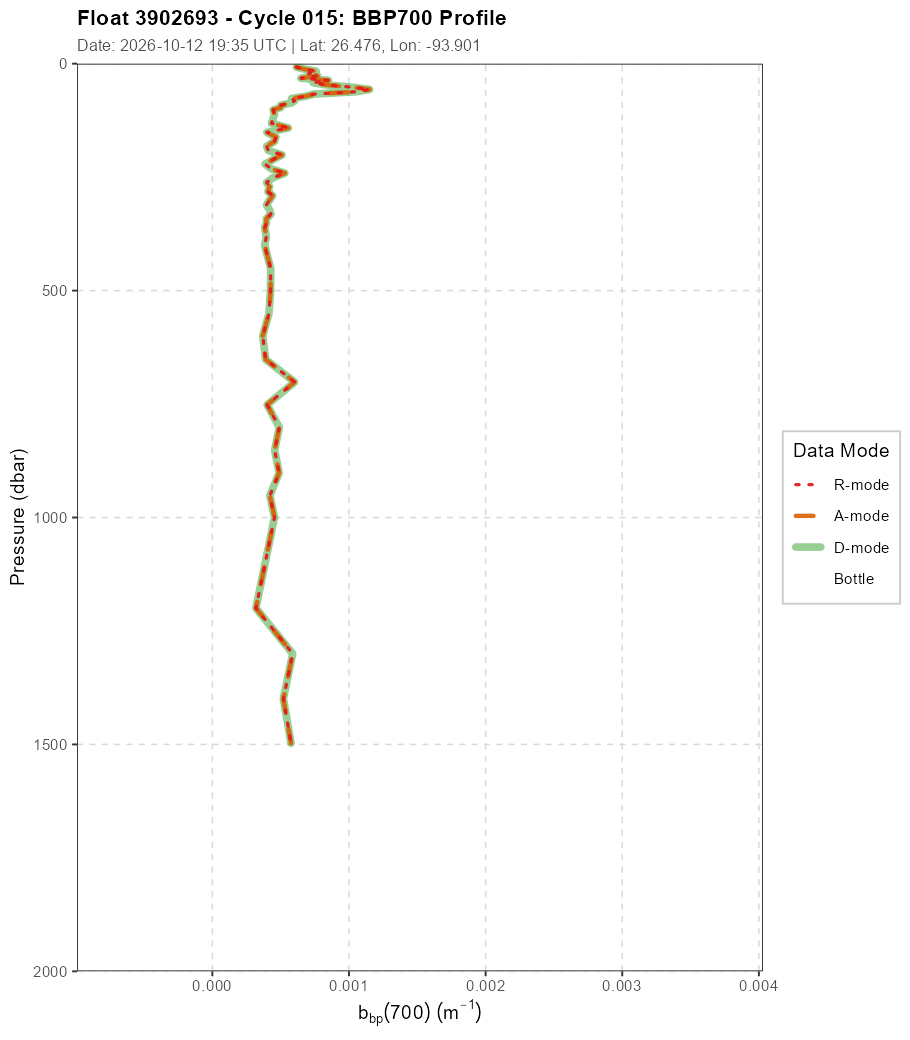 Float 3902693 - Cycle 015: BBP700 Profile
Date: 2026-10-12 19:35 UTC | Lat: 26.476, Lon: -93.901
0
500
1000
1500
2000
Pressure (dbar)
0.000 0.001 0.002 0.003 0.004
b_bp(700) (m⁻¹)
Data Mode
R-mode
A-mode
D-mode
Bottle